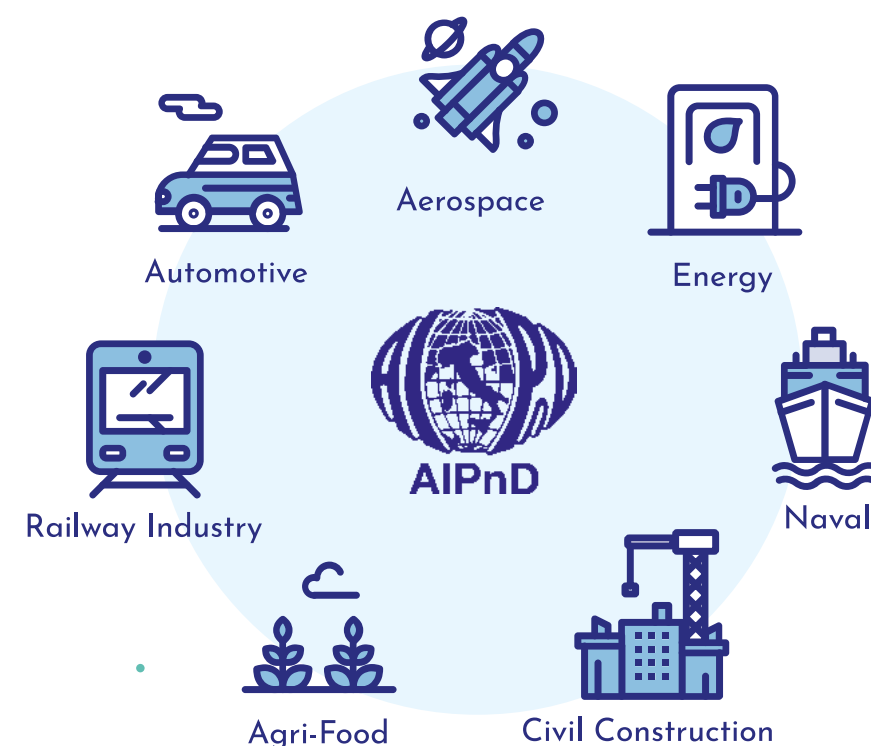 Aerospace
Automotive
Energy
AIPnD
Railway Industry
Naval
Agri-Food
Civil Construction